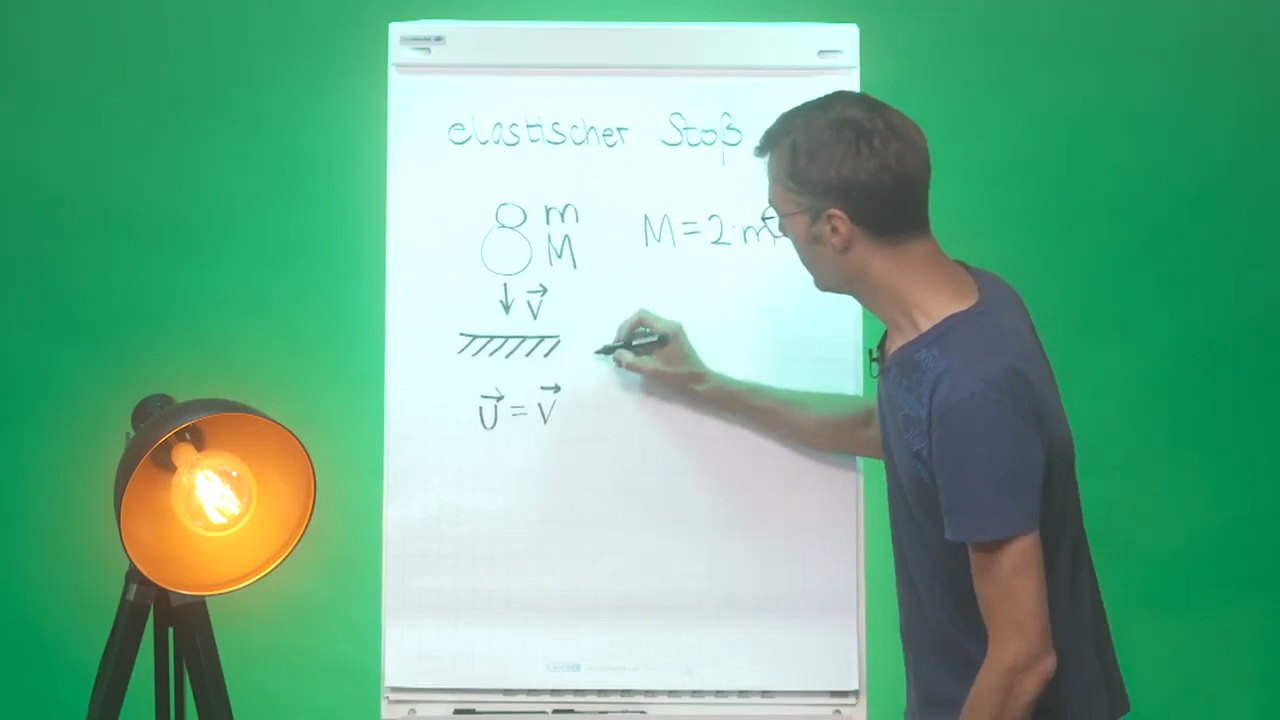 elastischer Stoß
m
M
M = 2·m
v
u = v